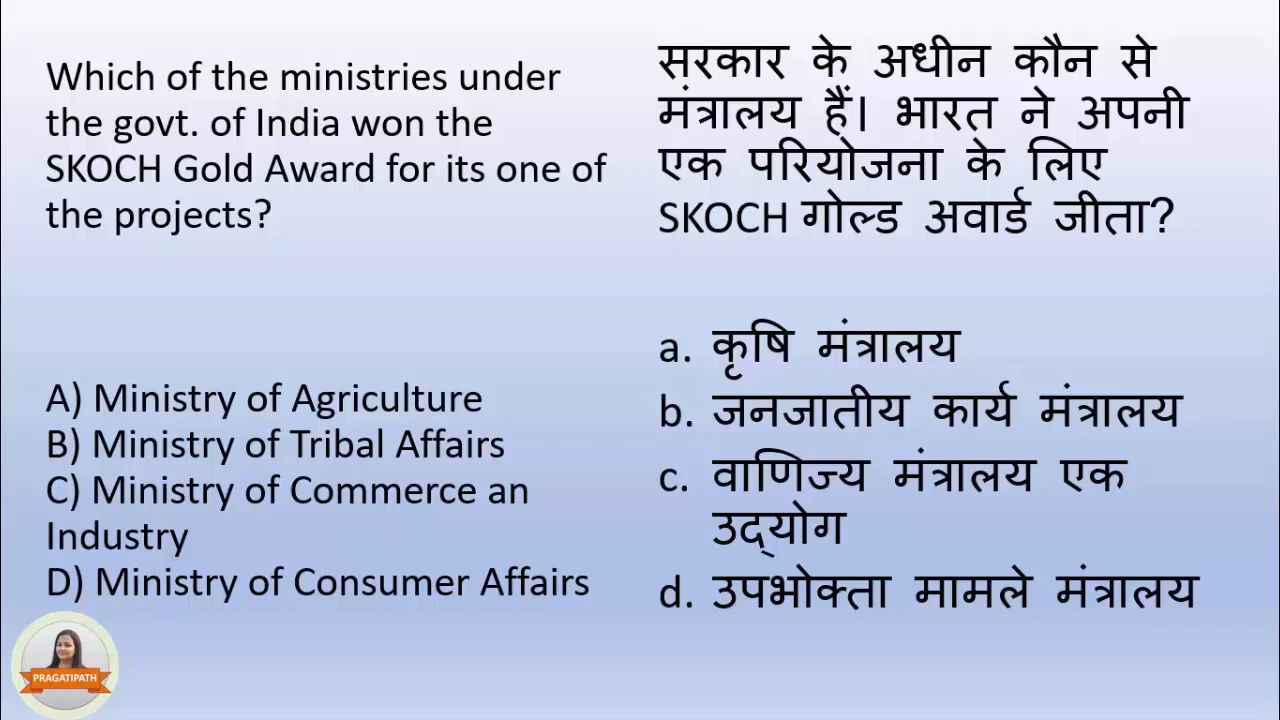 Which of the ministries under
the govt. of India won the
SKOCH Gold Award for its one of
the projects?
A) Ministry of Agriculture
B) Ministry of Tribal Affairs
C) Ministry of Commerce an
Industry
D) Ministry of Consumer Affairs
सरकार के अधीन कौन से
मंत्रालय हैं। भारत ने अपनी
एक परियोजना के लिए
SKOCH गोल्ड अवार्ड जीता?
a. कृषि मंत्रालय
b. जनजातीय कार्य मंत्रालय
c. वाणिज्य मंत्रालय एक
उद्योग
d. उपभोक्ता मामले मंत्रालय
PRAGATIPATH